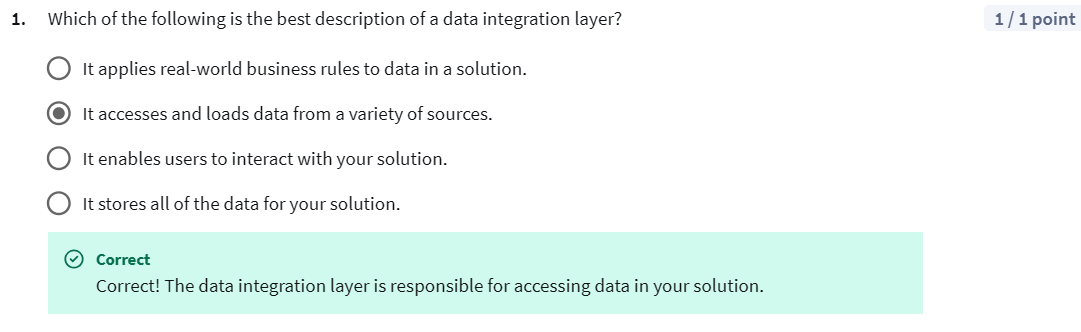 1. Which of the following is the best description of a data integration layer? 1 / 1 point
It applies real-world business rules to data in a solution.
It accesses and loads data from a variety of sources.
It enables users to interact with your solution.
It stores all of the data for your solution.
Correct
Correct! The data integration layer is responsible for accessing data in your solution.